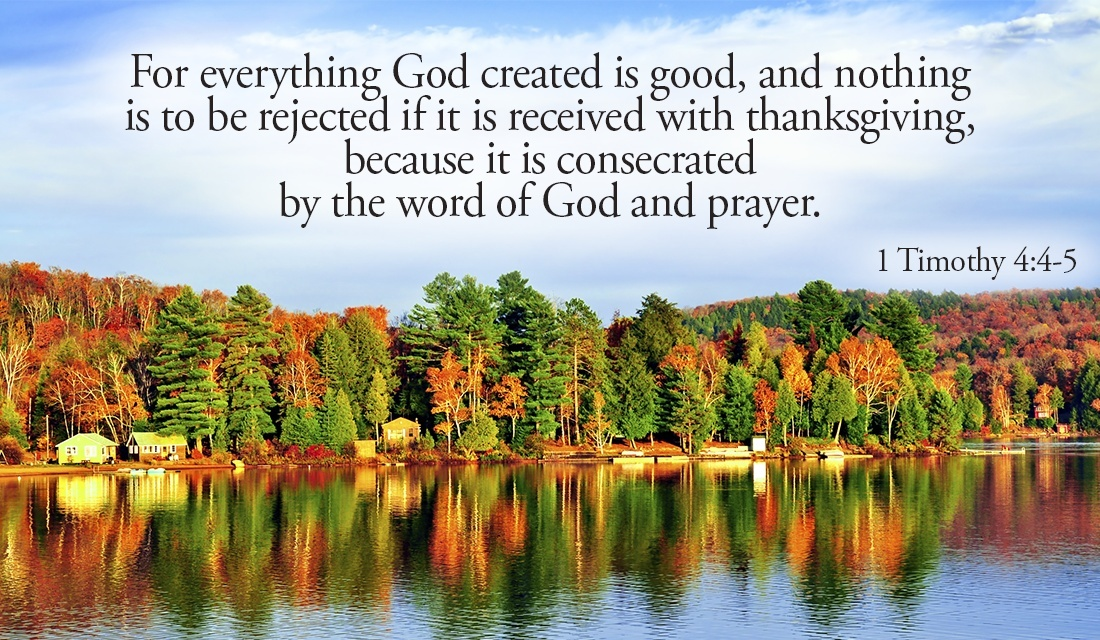 For everything God created is good, and nothing
is to be rejected if it is received with thanksgiving,
because it is consecrated
by the word of God and prayer.
1 Timothy 4:4-5